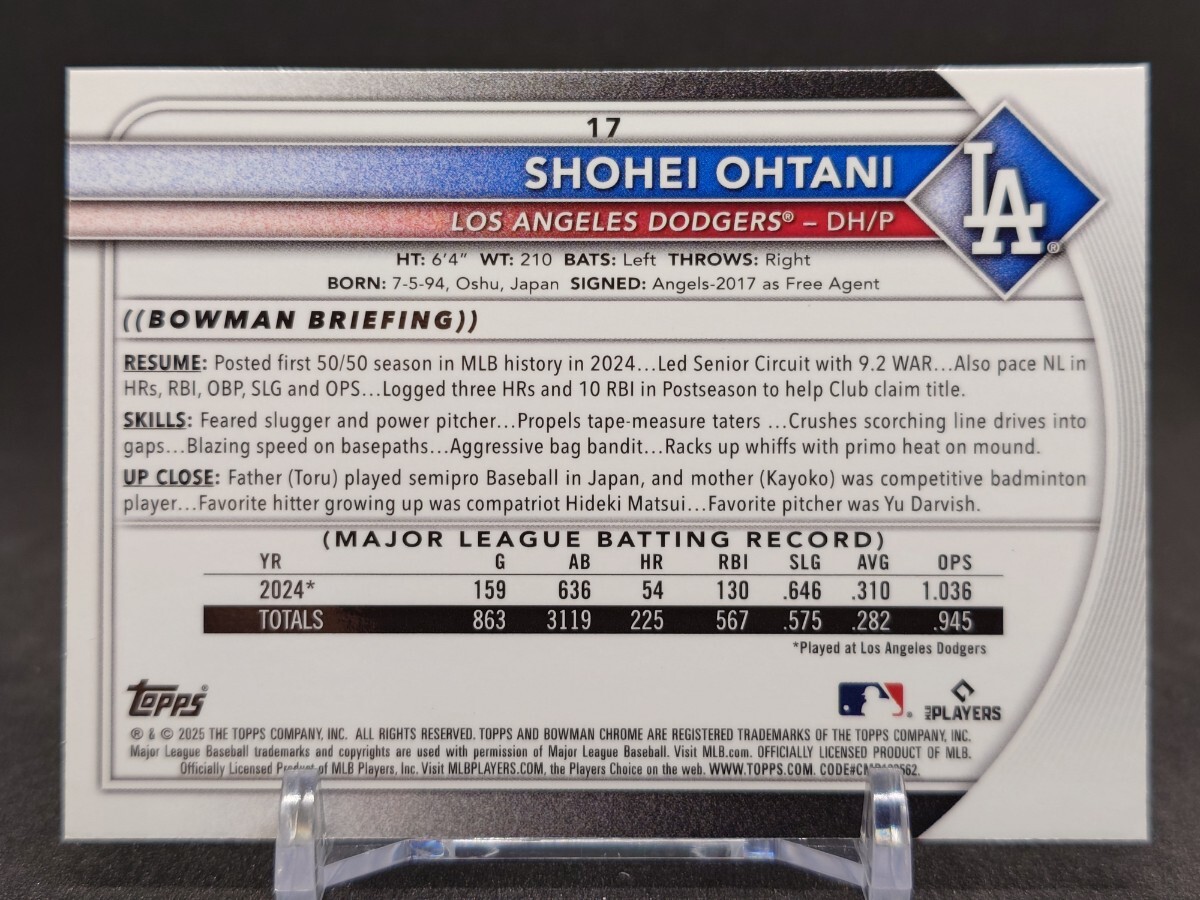 17
SHOHEI OHTANI
LOS ANGELES DODGERS® – DH/P
LA®
HT: 6'4" WT: 210 BATS: Left THROWS: Right
BORN: 7-5-94, Oshu, Japan SIGNED: Angels-2017 as Free Agent
((BOWMAN BRIEFING))
RESUME: Posted first 50/50 season in MLB history in 2024...Led Senior Circuit with 9.2 WAR...Also pace NL in
HRs, RBI, OBP, SLG and OPS...Logged three HRs and 10 RBI in Postseason to help Club claim title.
SKILLS: Feared slugger and power pitcher...Propels tape-measure taters ...Crushes scorching line drives into
gaps...Blazing speed on basepaths...Aggressive bag bandit...Racks up whiffs with primo heat on mound.
UP CLOSE: Father (Toru) played semipro Baseball in Japan, and mother (Kayoko) was competitive badminton
player...Favorite hitter growing up was compatriot Hideki Matsui...Favorite pitcher was Yu Darvish.
(MAJOR LEAGUE BATTING RECORD)
YR G AB HR RBI SLG AVG OPS
2024* 159 636 54 130 .646 .310 1.036
TOTALS 863 3119 225 567 .575 .282 .945
*Played at Los Angeles Dodgers
Topps®
MLB PLAYERS
® & © 2025 THE TOPPS COMPANY, INC. ALL RIGHTS RESERVED. TOPPS AND BOWMAN CHROME ARE REGISTERED TRADEMARKS OF THE TOPPS COMPANY, INC.
Major League Baseball trademarks and copyrights are used with permission of Major League Baseball. Visit MLB.com. OFFICIALLY LICENSED PRODUCT OF MLB.
Officially Licensed Product of MLB Players, Inc. Visit MLBPLAYERS.COM, the Players Choice on the web. WWW.TOPPS.COM.